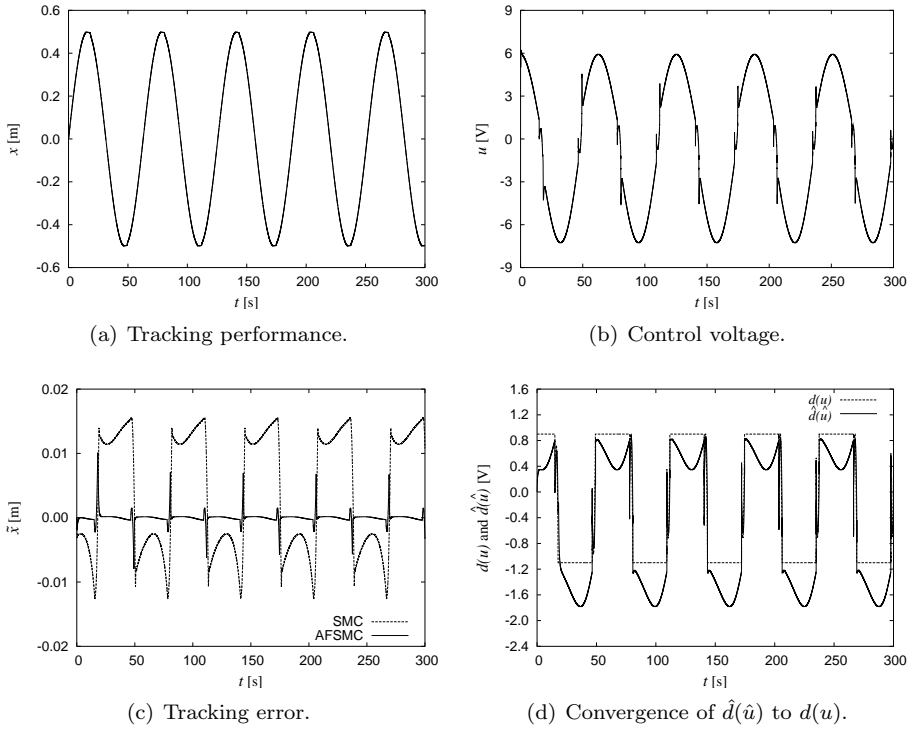 0.6
0.4
0.2
0.0
-0.2
-0.4
-0.6
x [m]
0 50 100 150 200 250 300
t [s]
(a) Tracking performance.
9
6
3
0
-3
-6
-9
u [V]
0 50 100 150 200 250 300
t [s]
(b) Control voltage.
0.02
0.01
0.00
-0.01
-0.02
x̃ [m]
SMC
AFSMC
0 50 100 150 200 250 300
t [s]
(c) Tracking error.
1.6
1.2
0.8
0.4
0.0
-0.4
-0.8
-1.2
-1.6
-2.0
-2.4
d(u) and d̂(û) [V]
d(u)
d̂(û)
0 50 100 150 200 250 300
t [s]
(d) Convergence of d̂(û) to d(u).